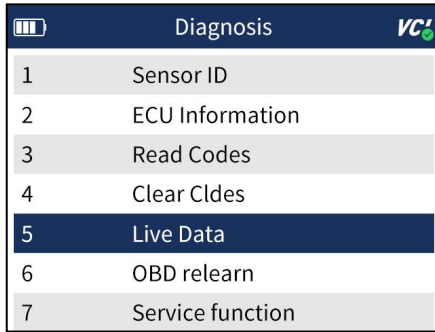 Diagnosis VCI
1 Sensor ID
2 ECU Information
3 Read Codes
4 Clear Cldes
5 Live Data
6 OBD relearn
7 Service function